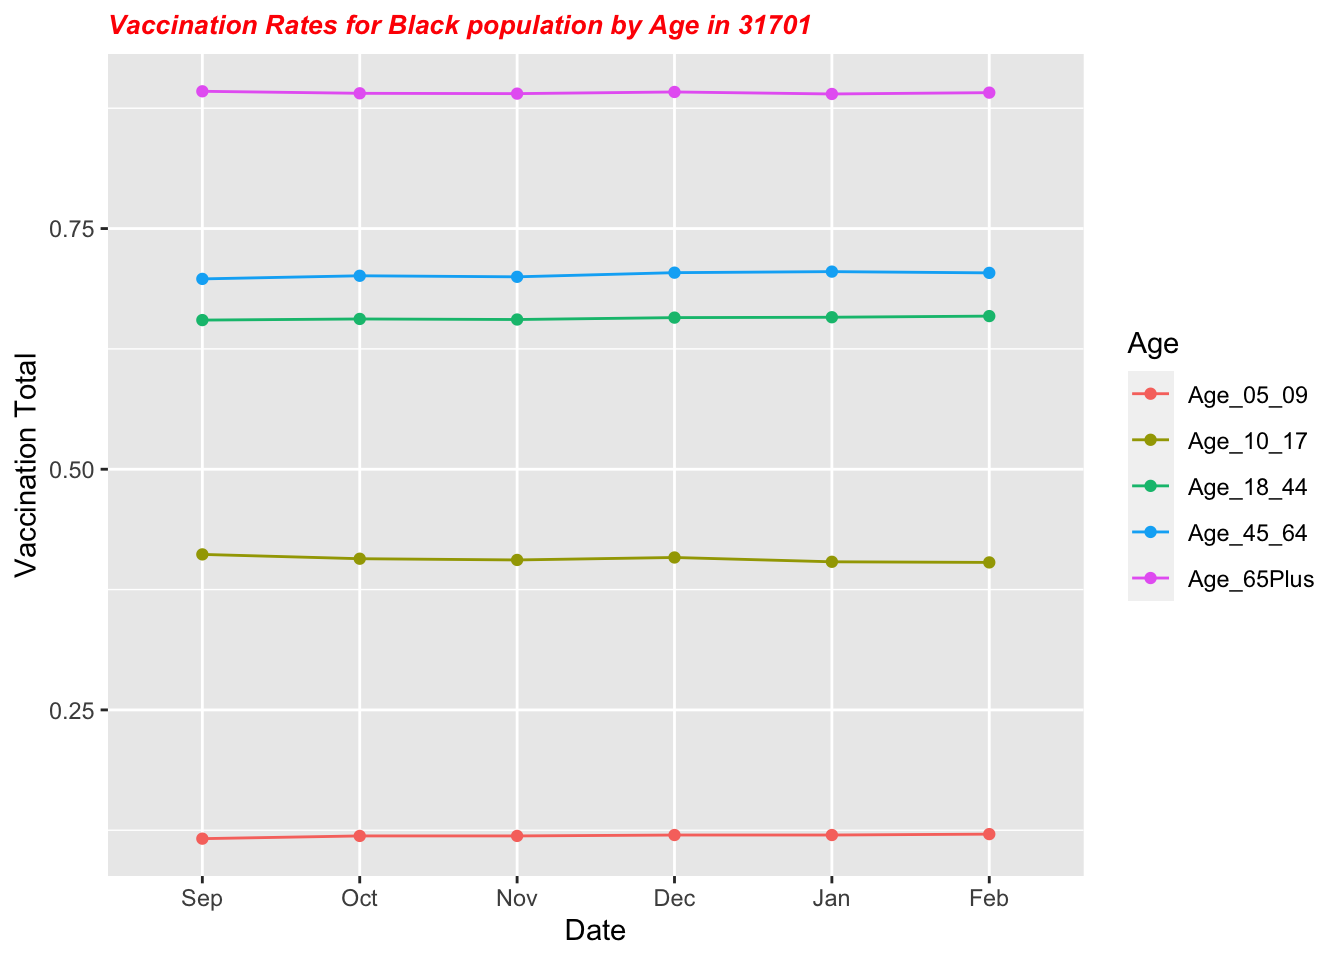 Vaccination Rates for Black population by Age in 31701
Vaccination Total
0.75
0.50
0.25
Sep Oct Nov Dec Jan Feb
Date
Age
Age_05_09
Age_10_17
Age_18_44
Age_45_64
Age_65Plus